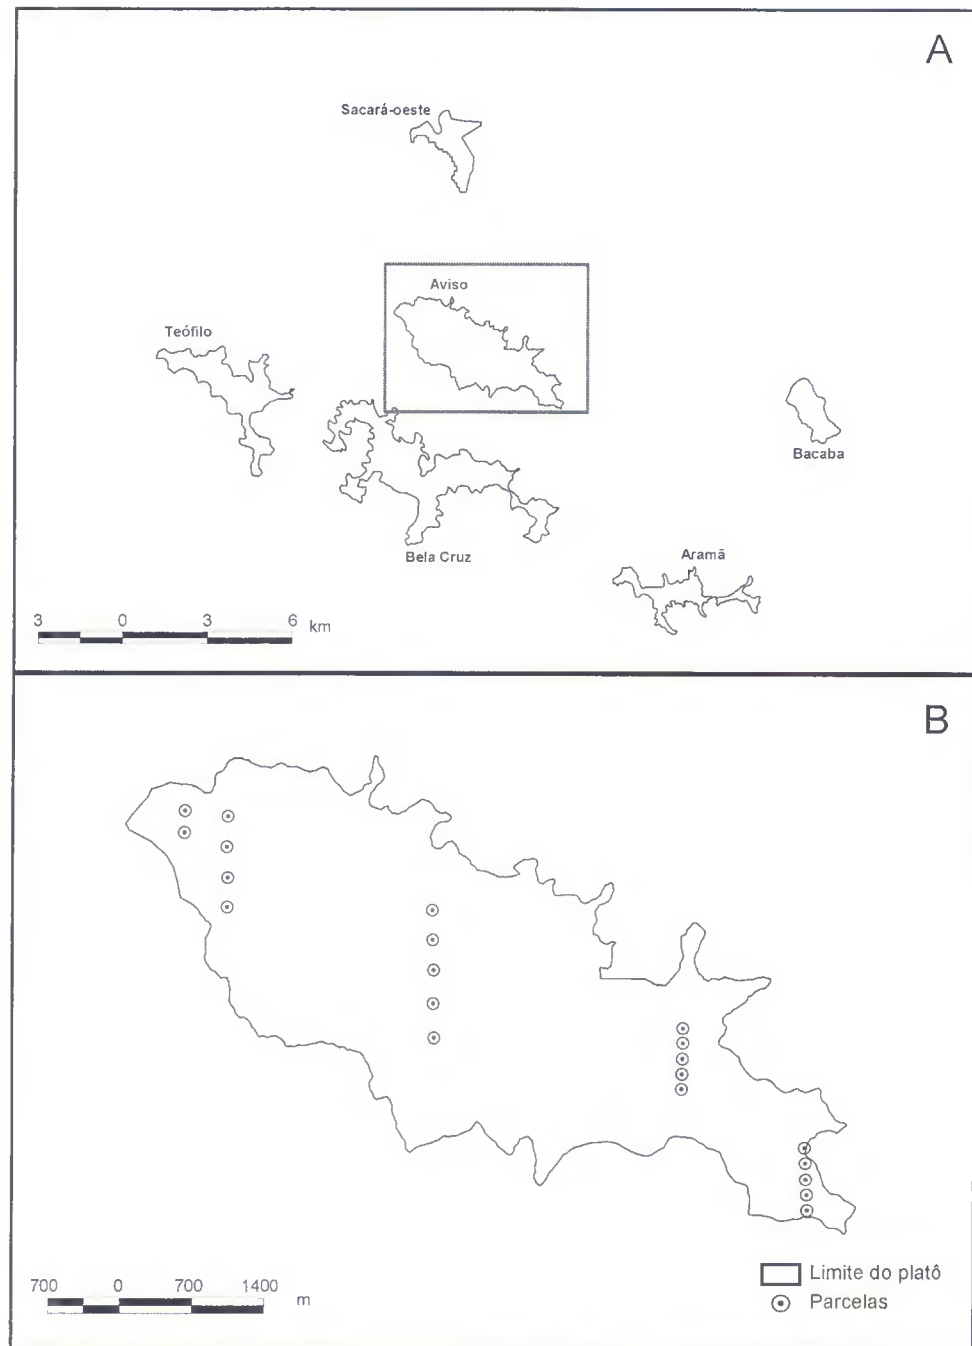 A
Sacará-oeste
Aviso
Teófilo
Bacaba
Bela Cruz
Aramã
3 0 3 6 km
B
700 0 700 1400 m
Limite do platô
Parcelas